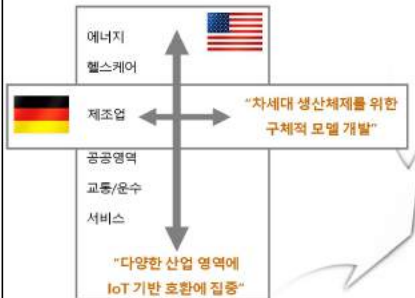 에너지
헬스케어
제조업
"차세대 생산체제를 위한
구체적 모델 개발"
공공영역
교통/운수
서비스
"다양한 산업 영역에
IoT 기반 호환에 집중"